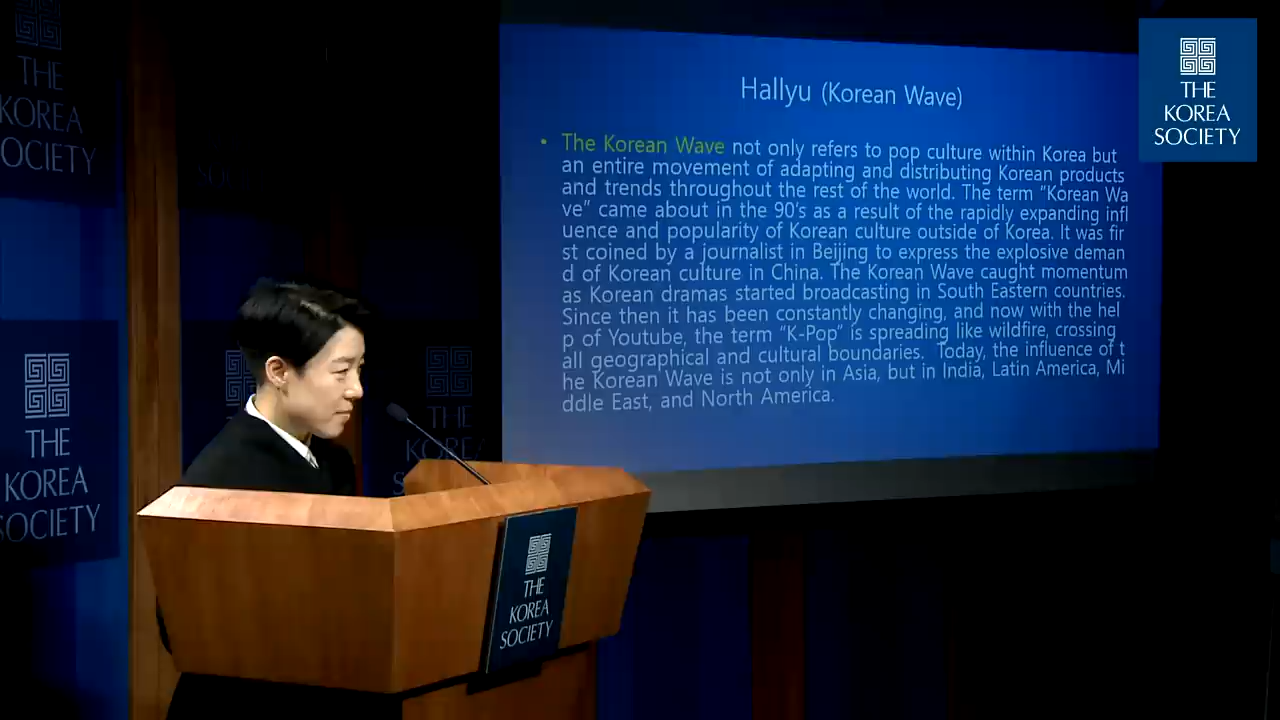 THE
KOREA
SOCIETY
Hallyu (Korean Wave)
• The Korean Wave not only refers to pop culture within Korea but
an entire movement of adapting and distributing Korean products
and trends throughout the rest of the world. The term “Korean Wa
ve” came about in the 90's as a result of the rapidly expanding infl
uence and popularity of Korean culture outside of Korea. It was fir
st coined by a journalist in Beijing to express the explosive deman
d of Korean culture in China. The Korean Wave caught momentum
as Korean dramas started broadcasting in South Eastern countries.
Since then it has been constantly changing, and now with the hel
p of Youtube, the term “K-Pop” is spreading like wildfire, crossing
all geographical and cultural boundaries.  Today, the influence of t
he Korean Wave is not only in Asia, but in India, Latin America, Mi
ddle East, and North America.
THE
KOREA
SOCIETY
THE
KOREA
SOCIETY
THE
KOREA
THE
KOREA
SOCIETY